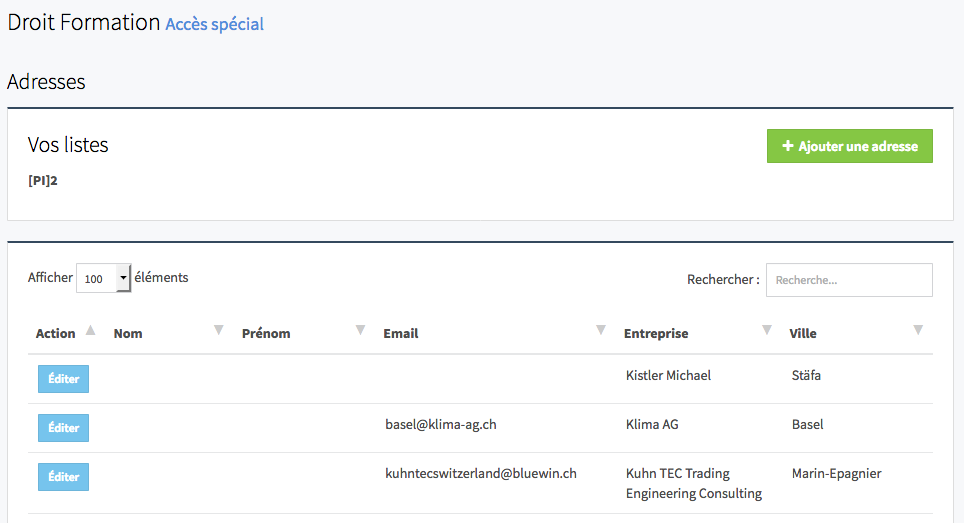 Droit Formation Accès spécial
Adresses
Vos listes
+ Ajouter une adresse
[PI]2
Afficher 100 éléments
Rechercher : Recherche...
Action Nom Prénom Email Entreprise Ville
Éditer Kistler Michael Stäfa
Éditer basel@klima-ag.ch Klima AG Basel
Éditer kuhntecswitzerland@bluewin.ch Kuhn TEC Trading Marin-Epagnier
Engineering Consulting